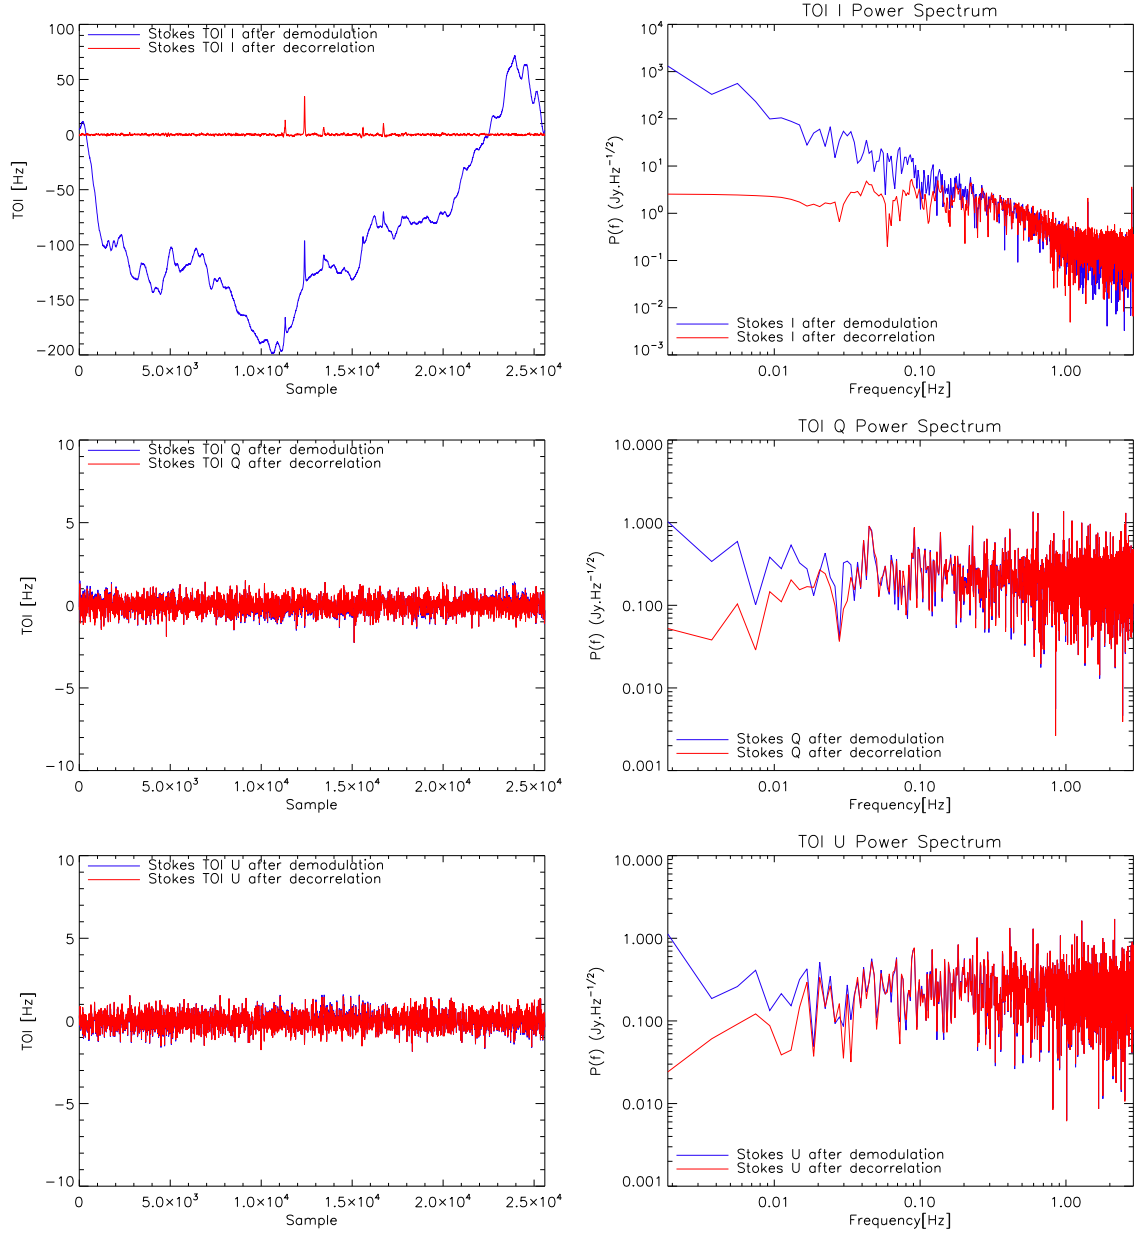 TOI I Power Spectrum
100
50
0
−50
−100
−150
−200
TOI [Hz]
Stokes TOI I after demodulation
Stokes TOI I after decorrelation
0
5.0×10³
1.0×10⁴
1.5×10⁴
2.0×10⁴
2.5×10⁴
Sample
10⁴
10³
10²
10¹
10⁰
10⁻¹
10⁻²
10⁻³
P(f) (Jy.Hz⁻¹/²)
Stokes I after demodulation
Stokes I after decorrelation
0.01
0.10
1.00
Frequency[Hz]
TOI Q Power Spectrum
10
5
0
−5
−10
TOI [Hz]
Stokes TOI Q after demodulation
Stokes TOI Q after decorrelation
0
5.0×10³
1.0×10⁴
1.5×10⁴
2.0×10⁴
2.5×10⁴
Sample
10.000
1.000
0.100
0.010
0.001
P(f) (Jy.Hz⁻¹/²)
Stokes Q after demodulation
Stokes Q after decorrelation
0.01
0.10
1.00
Frequency[Hz]
TOI U Power Spectrum
10
5
0
−5
−10
TOI [Hz]
Stokes TOI U after demodulation
Stokes TOI U after decorrelation
0
5.0×10³
1.0×10⁴
1.5×10⁴
2.0×10⁴
2.5×10⁴
Sample
10.000
1.000
0.100
0.010
0.001
P(f) (Jy.Hz⁻¹/²)
Stokes U after demodulation
Stokes U after decorrelation
0.01
0.10
1.00
Frequency[Hz]